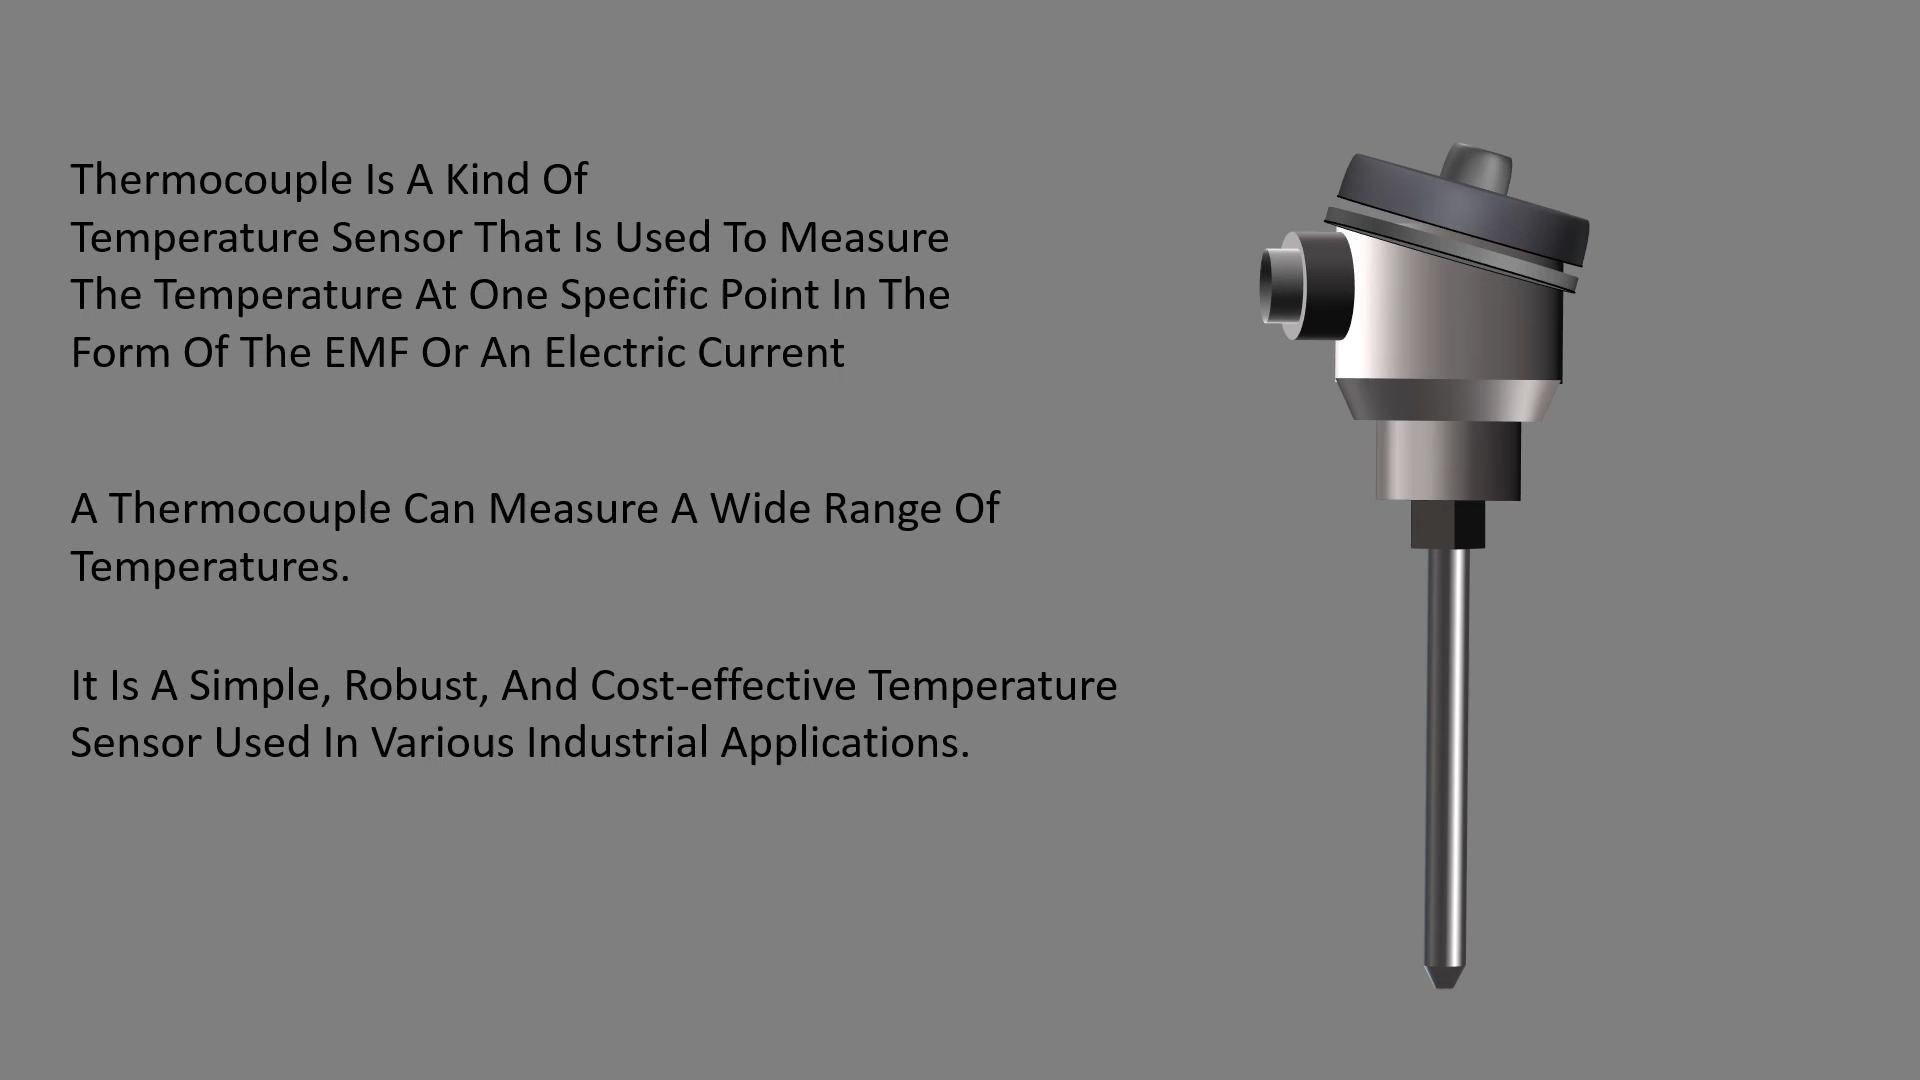 Thermocouple Is A Kind Of
Temperature Sensor That Is Used To Measure
The Temperature At One Specific Point In The
Form Of The EMF Or An Electric Current
A Thermocouple Can Measure A Wide Range Of
Temperatures.
It Is A Simple, Robust, And Cost-effective Temperature
Sensor Used In Various Industrial Applications.